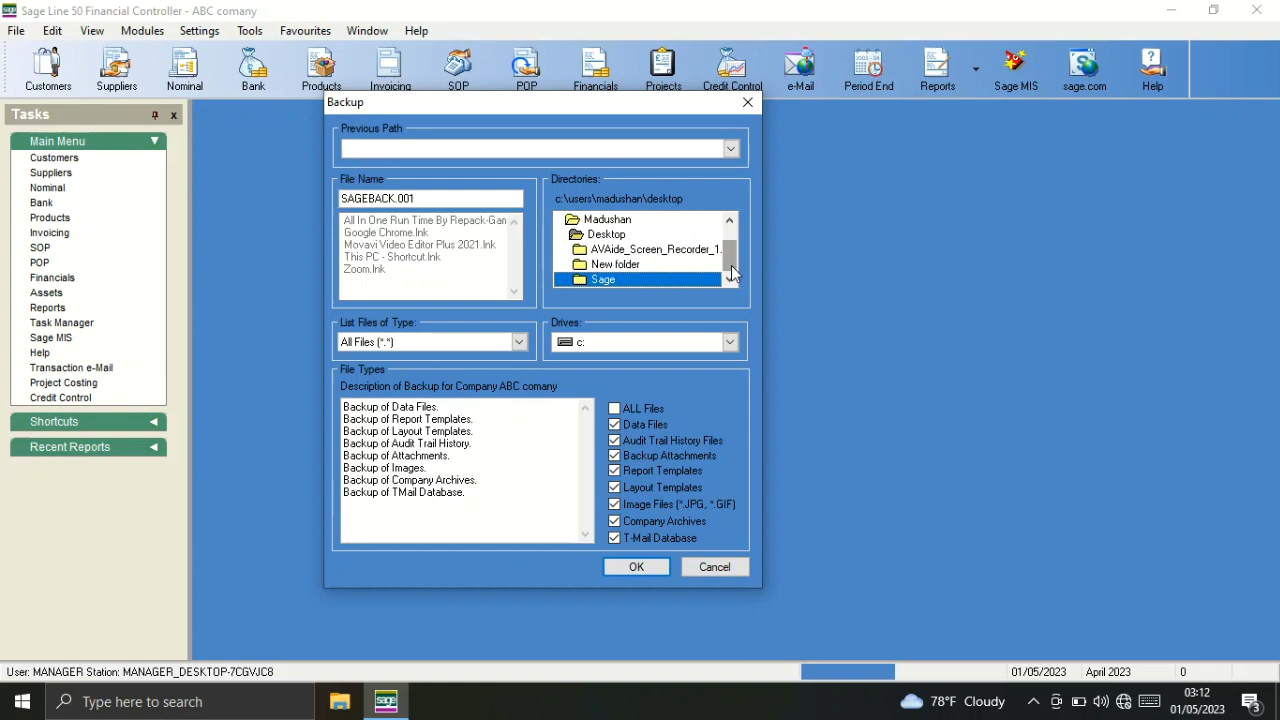 Sage Line 50 Financial Controller - ABC comany
File Edit View Modules Settings Tools Favourites Window Help
Customers Suppliers Nominal Bank Products Invoicing SOP POP Financials Projects Credit Control e-Mail Period End Reports Sage MIS sage.com Help
Tasks
Main Menu
Customers
Suppliers
Nominal
Bank
Products
Invoicing
SOP
POP
Financials
Assets
Reports
Task Manager
Sage MIS
Help
Transaction e-Mail
Project Costing
Credit Control
Shortcuts
Recent Reports
Backup
Previous Path
File Name
SAGEBACK.001
All In One Run Time By Repack-Gan
Google Chrome.lnk
Movavi Video Editor Plus 2021.lnk
This PC - Shortcut.lnk
Zoom.lnk
Directories:
c:\users\madushan\desktop
Madushan
Desktop
AVAide_Screen_Recorder_1.
New folder
Sage
List Files of Type:
All Files (*.*)
Drives:
c:
File Types
Description of Backup for Company ABC comany
Backup of Data Files.
Backup of Report Templates.
Backup of Layout Templates.
Backup of Audit Trail History.
Backup of Attachments.
Backup of Images.
Backup of Company Archives.
Backup of TMail Database.
ALL Files
Data Files
Audit Trail History Files
Backup Attachments
Report Templates
Layout Templates
Image Files (*.JPG, *.GIF)
Company Archives
T-Mail Database
OK Cancel
User: MANAGER Station: MANAGER_DESKTOP-7CGVJC8
01/05/2023 April 2023 0
sage
Type here to search
sage
78°F Cloudy
03:12
01/05/2023
3